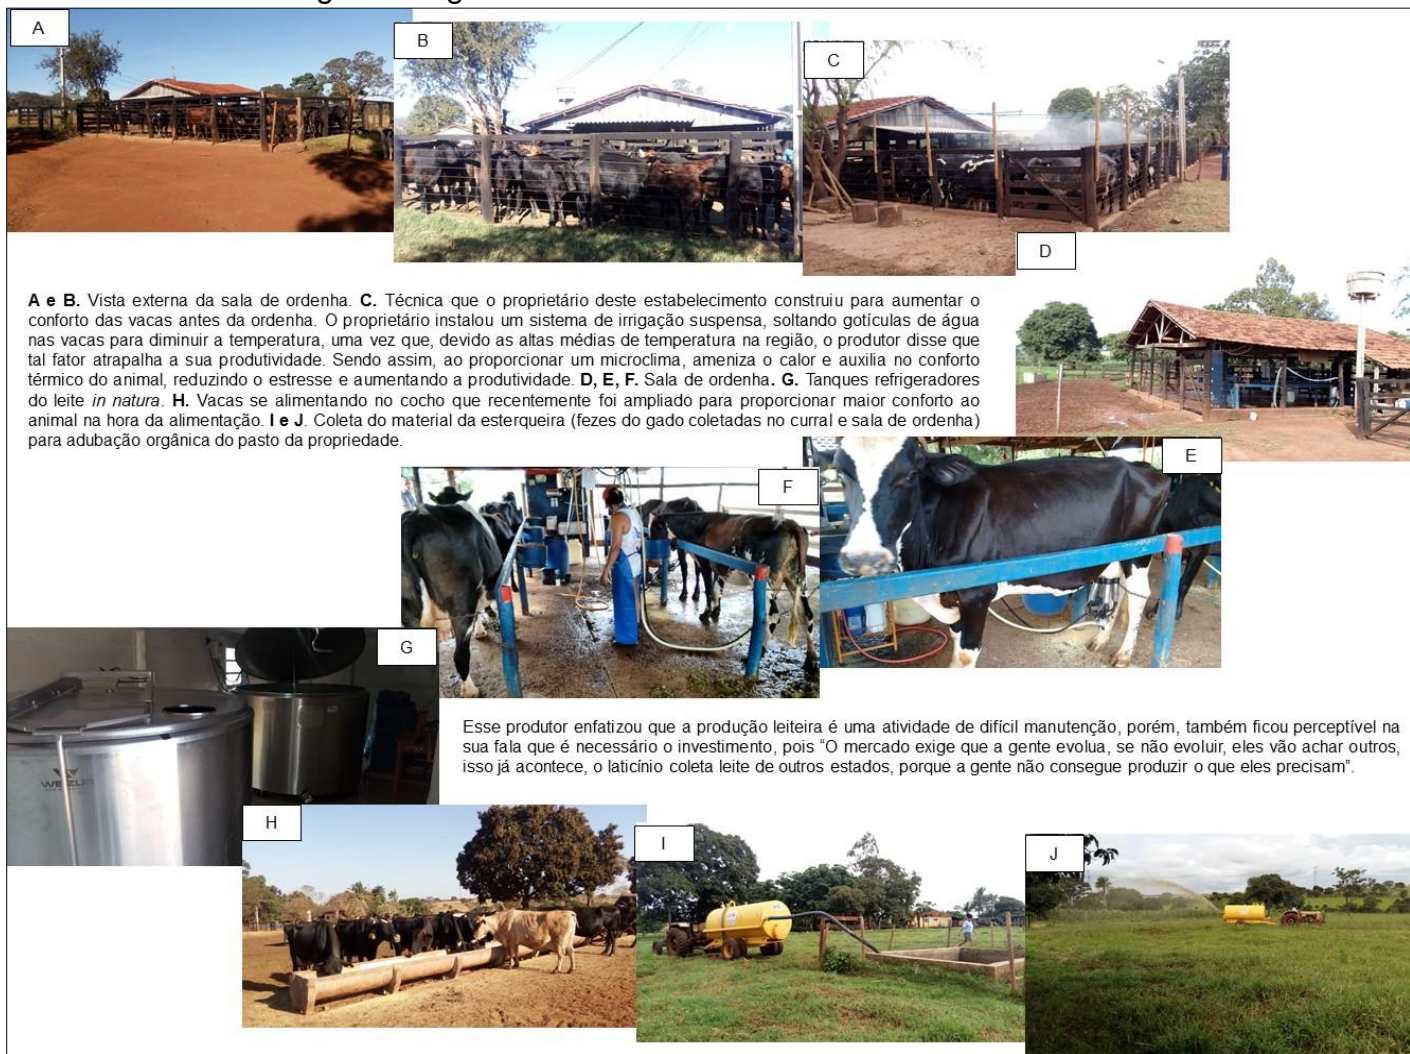 A
B
C
D
A e B. Vista externa da sala de ordenha. C. Técnica que o proprietário deste estabelecimento construiu para aumentar o
conforto das vacas antes da ordenha. O proprietário instalou um sistema de irrigação suspensa, soltando gotículas de água
nas vacas para diminuir a temperatura, uma vez que, devido as altas médias de temperatura na região, o produtor disse que
tal fator atrapalha a sua produtividade. Sendo assim, ao proporcionar um microclima, ameniza o calor e auxilia no conforto
térmico do animal, reduzindo o estresse e aumentando a produtividade. D, E, F. Sala de ordenha. G. Tanques refrigeradores
do leite in natura. H. Vacas se alimentando no cocho que recentemente foi ampliado para proporcionar maior conforto ao
animal na hora da alimentação. I e J. Coleta do material da esterqueira (fezes do gado coletadas no curral e sala de ordenha)
para adubação orgânica do pasto da propriedade.
E
F
G
Esse produtor enfatizou que a produção leiteira é uma atividade de difícil manutenção, porém, também ficou perceptível na
sua fala que é necessário o investimento, pois “O mercado exige que a gente evolua, se não evoluir, eles vão achar outros,
isso já acontece, o laticínio coleta leite de outros estados, porque a gente não consegue produzir o que eles precisam”.
H
I
J